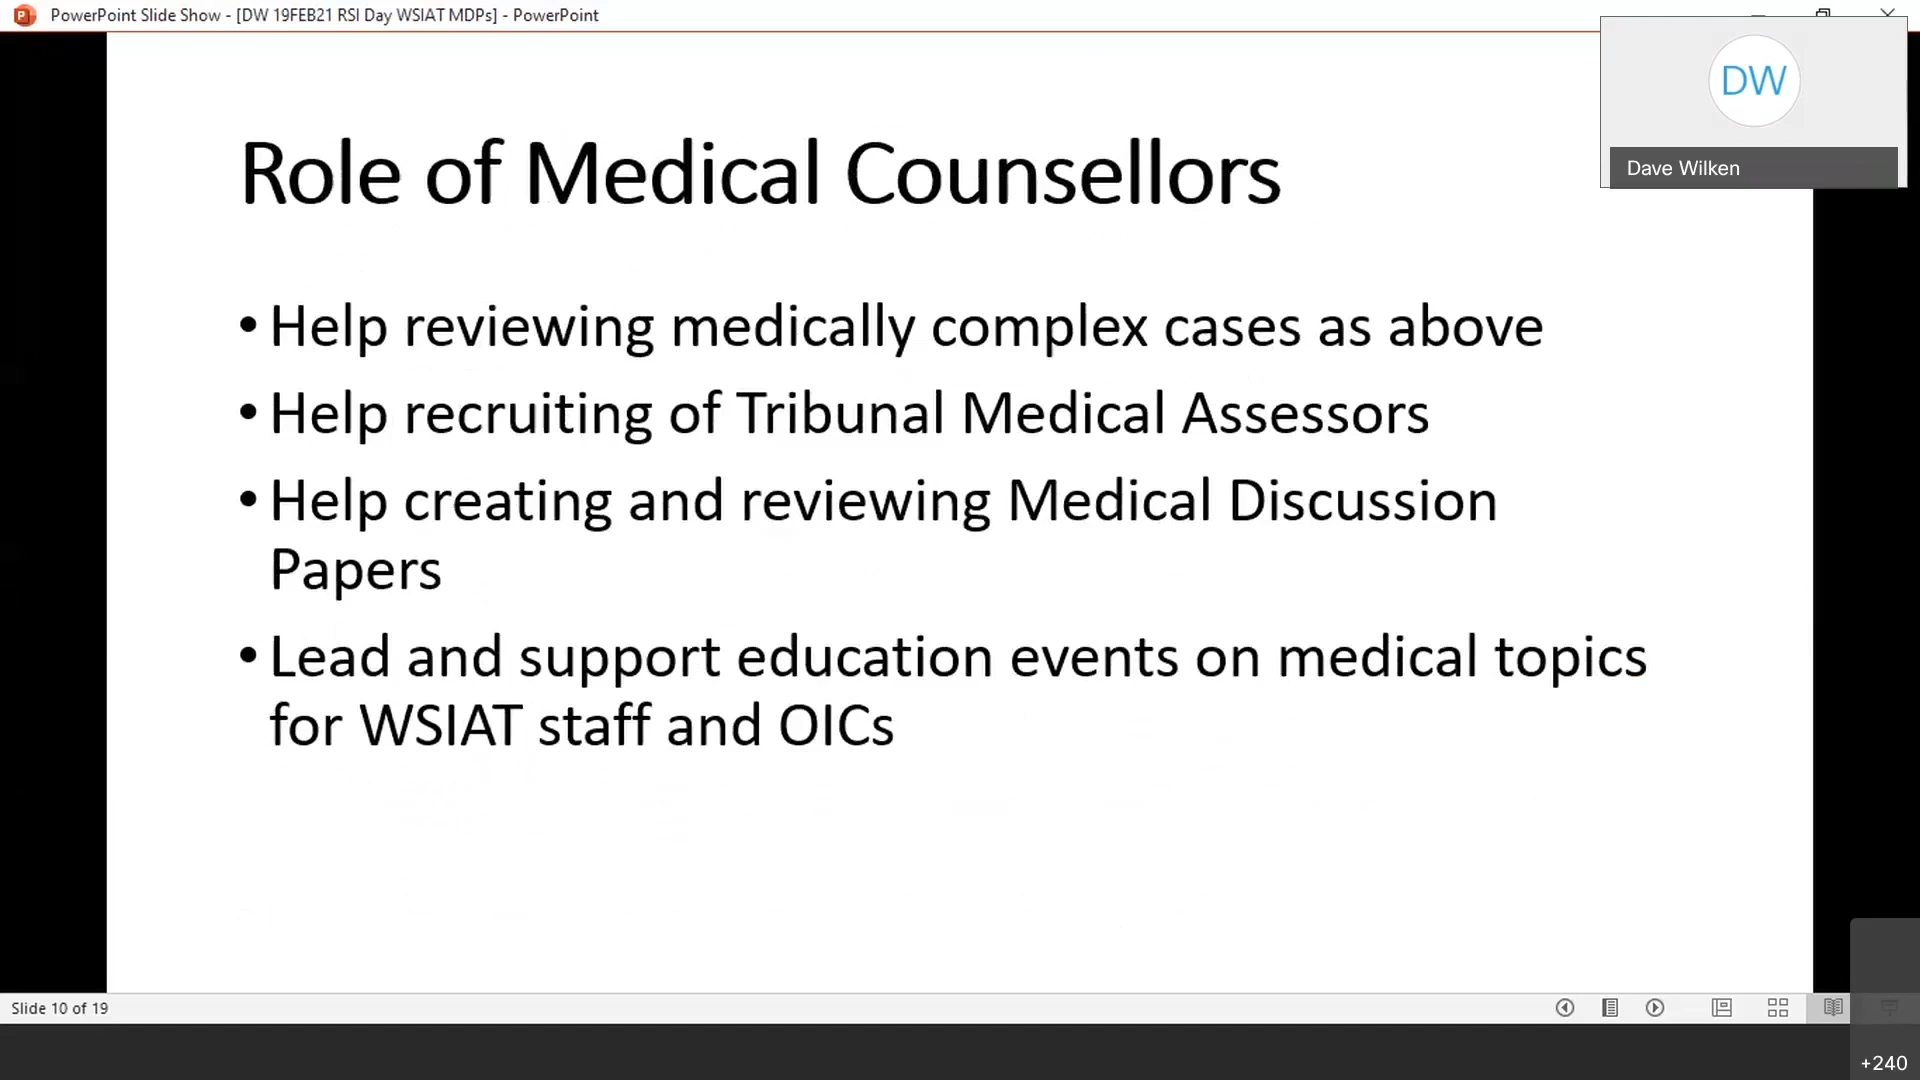 PowerPoint Slide Show - [DW 19FEB21 RSI Day WSIAT MDPs] - PowerPoint
DW
Dave Wilken
Role of Medical Counsellors
• Help reviewing medically complex cases as above
• Help recruiting of Tribunal Medical Assessors
• Help creating and reviewing Medical Discussion
Papers
• Lead and support education events on medical topics
for WSIAT staff and OICs
Slide 10 of 19
+240